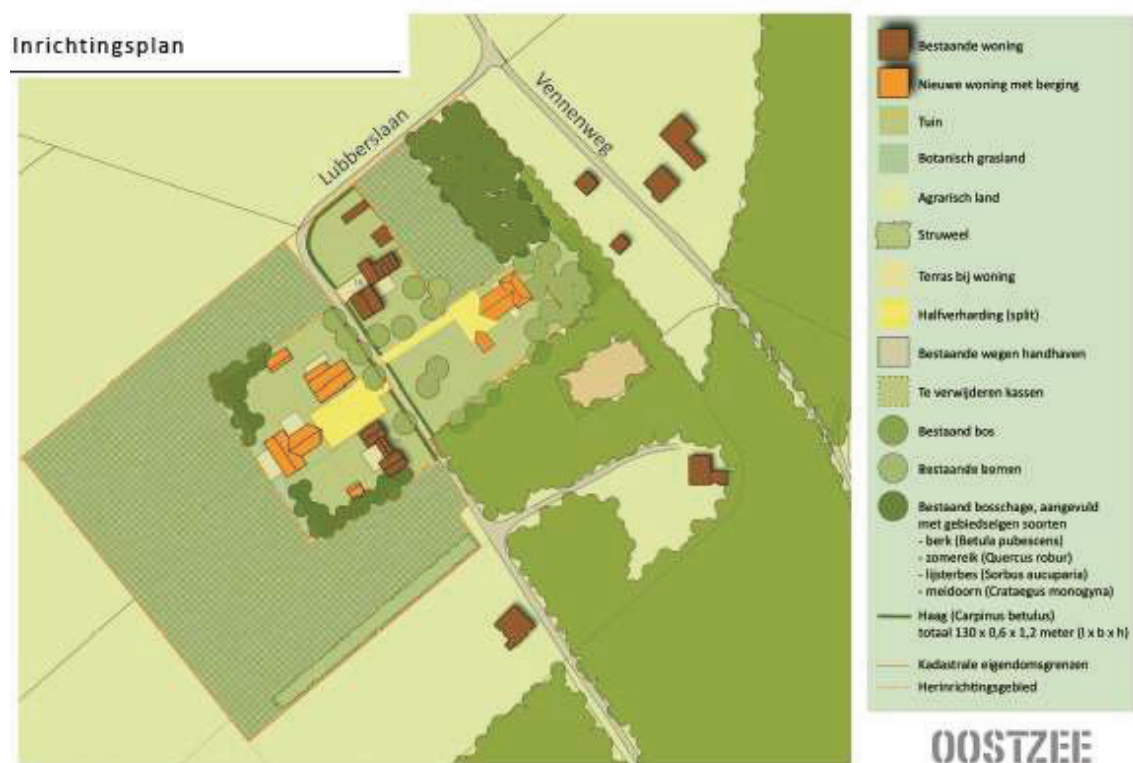 Inrichtingsplan
Lubberslaan
Vennenweg
Bestaande woning
Nieuwe woning met berging
Tuin
Botanisch grasland
Agrarisch land
Struweel
Terras bij woning
Halfverharding (split)
Bestaande wegen handhaven
Te verwijderen kassen
Bestaand bos
Bestaande bomen
Bestaand bosschage, aangevuld
met gebiedseigen soorten
- berk (Betula pubescens)
- zomereik (Quercus robur)
- lijsterbes (Sorbus aucuparia)
- meidoorn (Crataegus monogyna)
Haag (Carpinus betulus)
totaal 130 x 0,6 x 1,2 meter (l x b x h)
Kadastrale eigendomsgrenzen
Herinrichtingsgebied
OOSTZEE